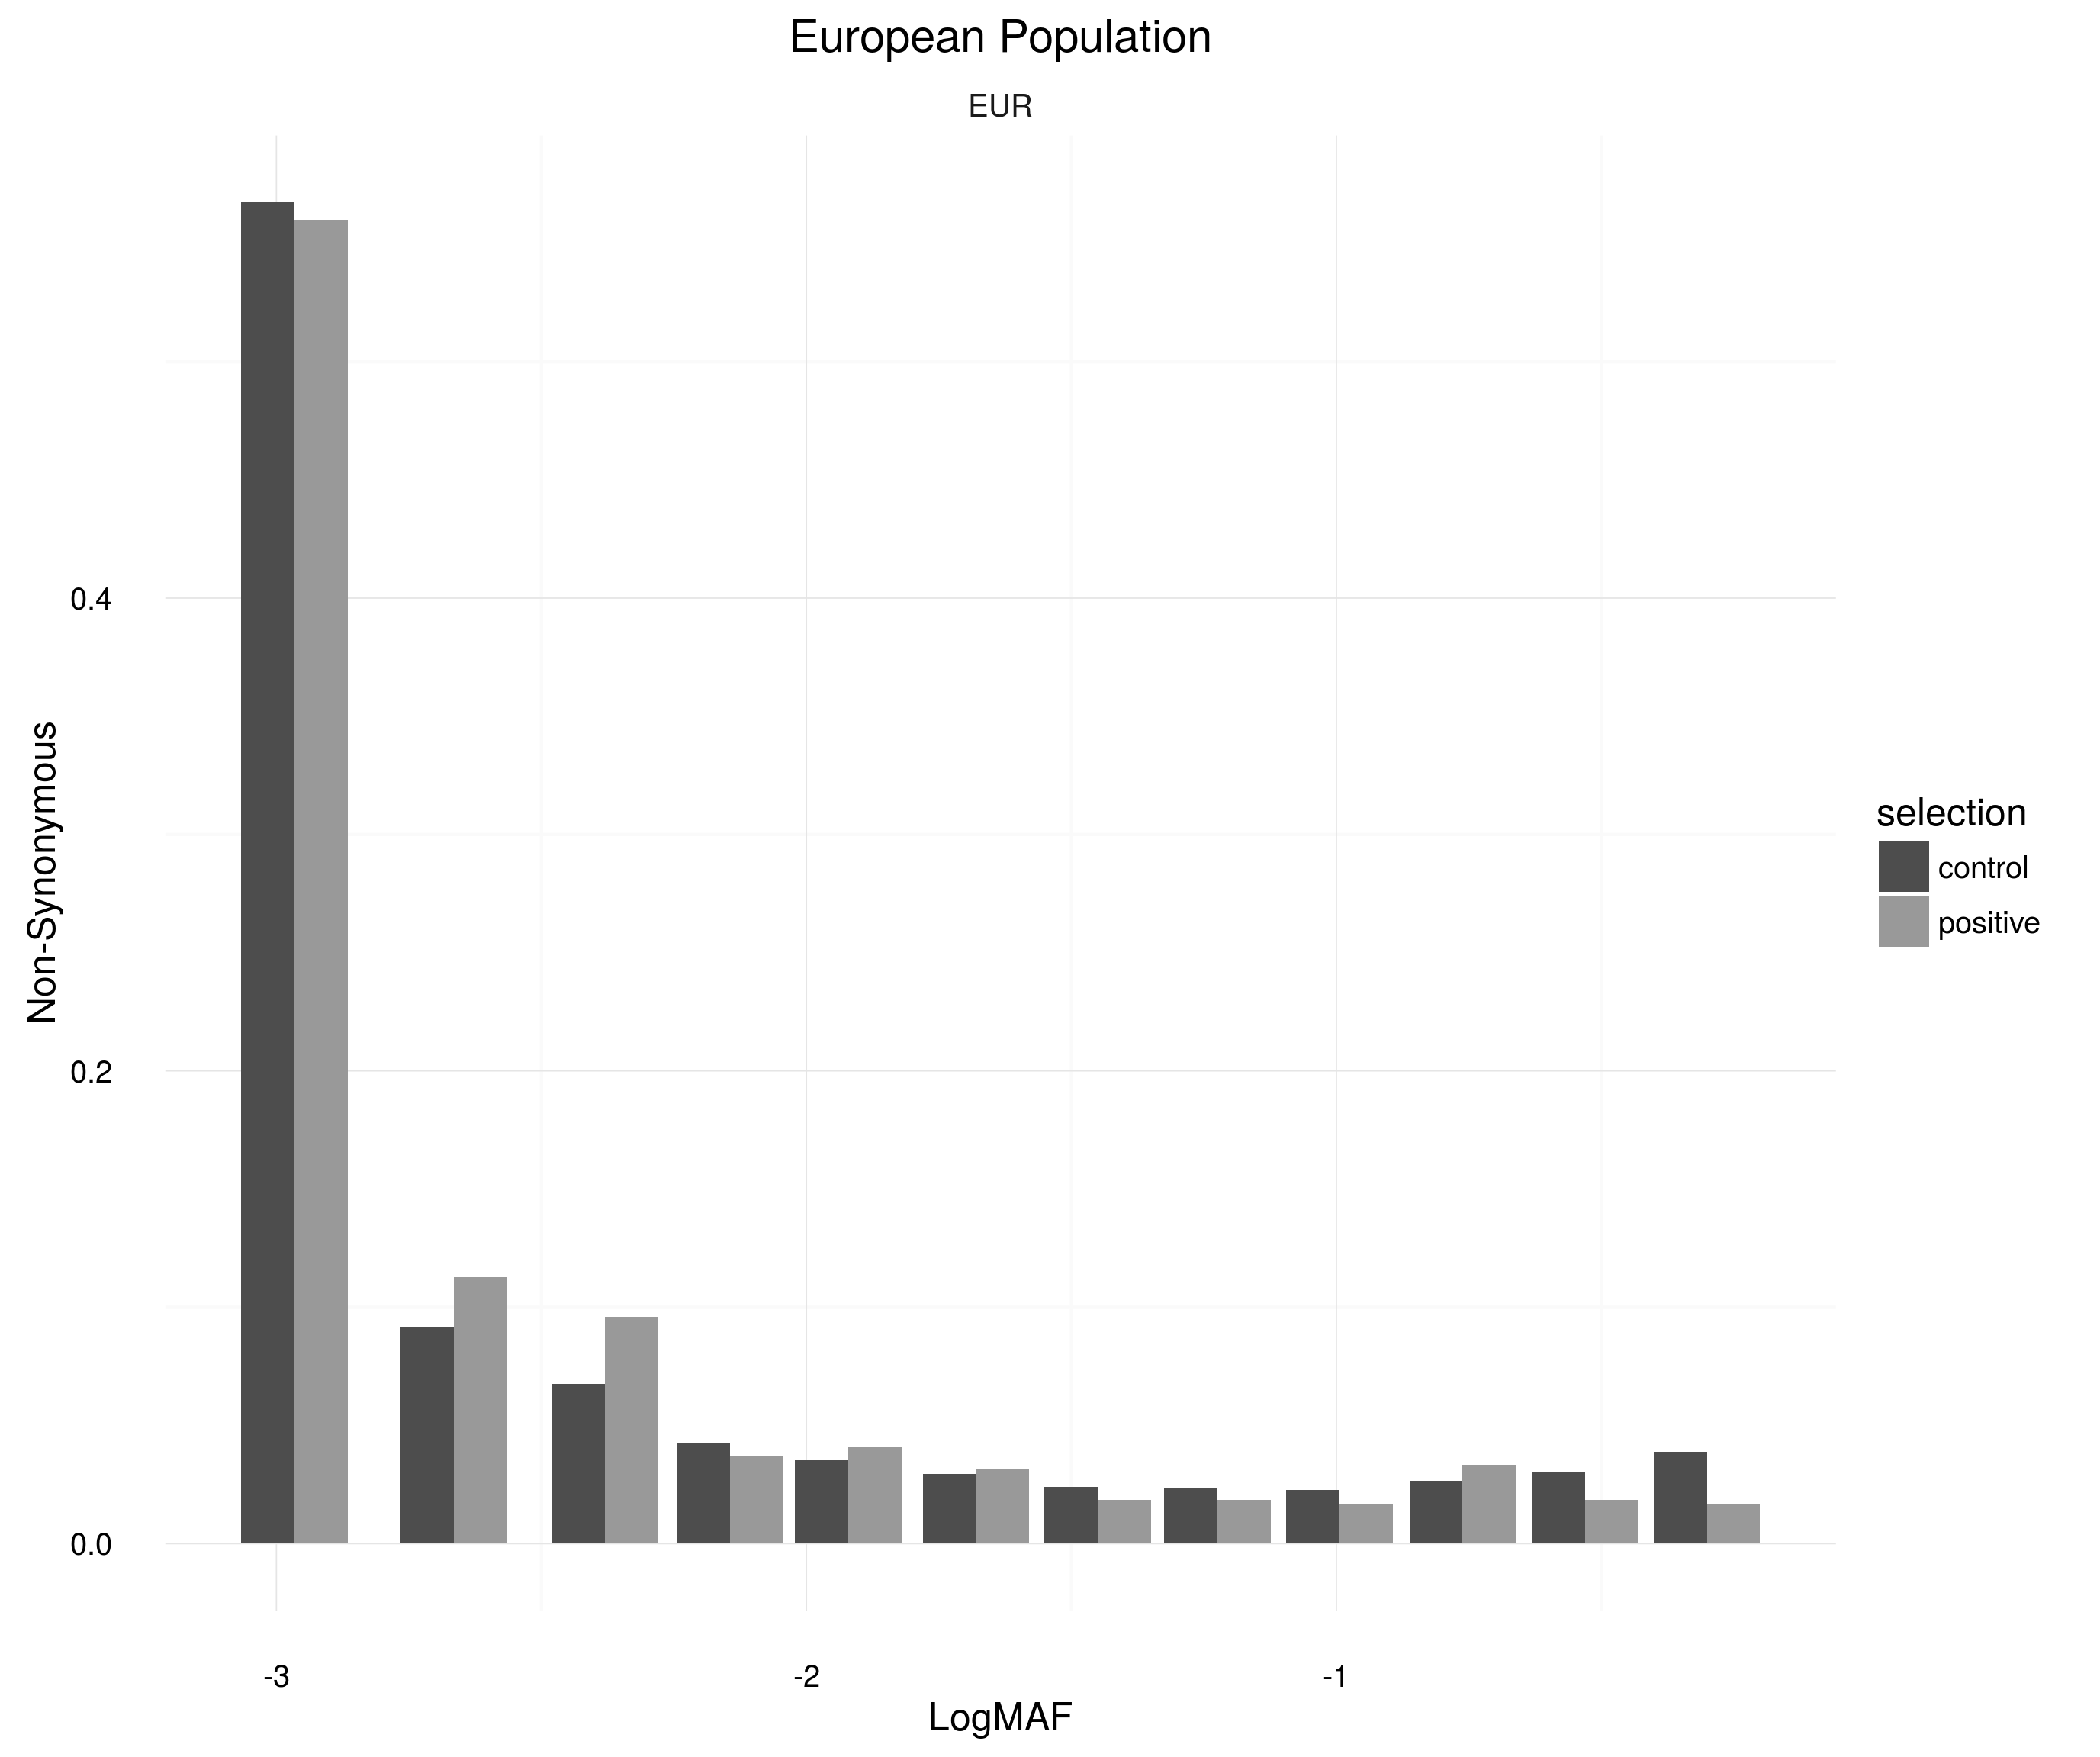 European Population
EUR
Non-Synonymous
0.4
0.2
0.0
-3
-2
-1
LogMAF
selection
control
positive